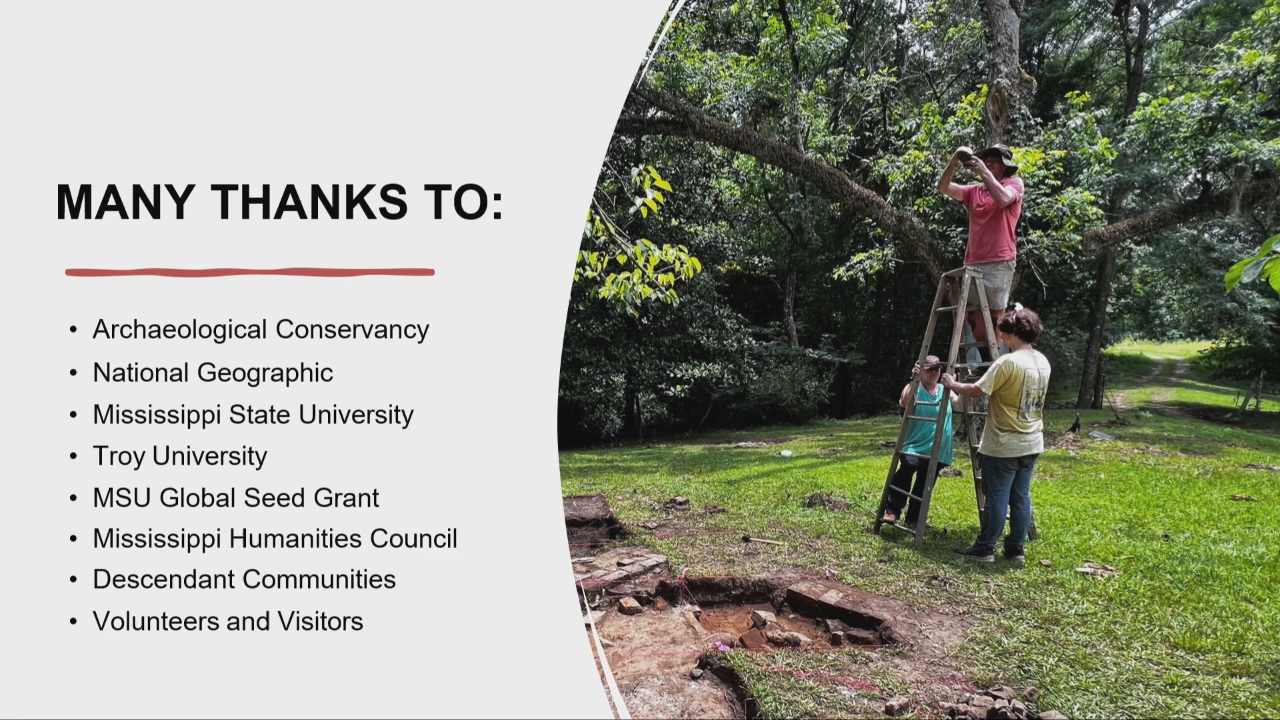 MANY THANKS TO:
• Archaeological Conservancy
• National Geographic
• Mississippi State University
• Troy University
• MSU Global Seed Grant
• Mississippi Humanities Council
• Descendant Communities
• Volunteers and Visitors